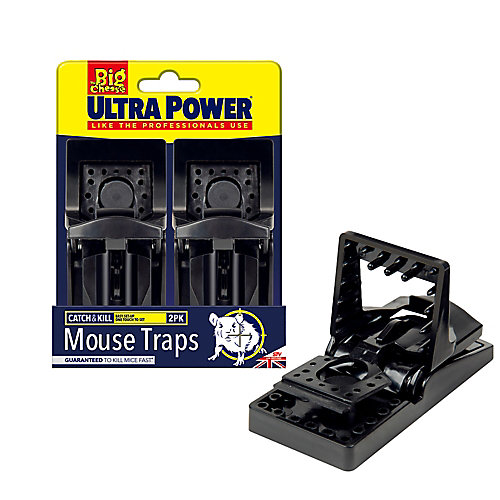 The
Big
Cheese
ULTRA POWER®
LIKE THE PROFESSIONALS USE
CATCH & KILL
EASY SET-UP
ONE TOUCH TO SET
2PK
Mouse Traps
GUARANTEED TO KILL MICE FAST*
STV